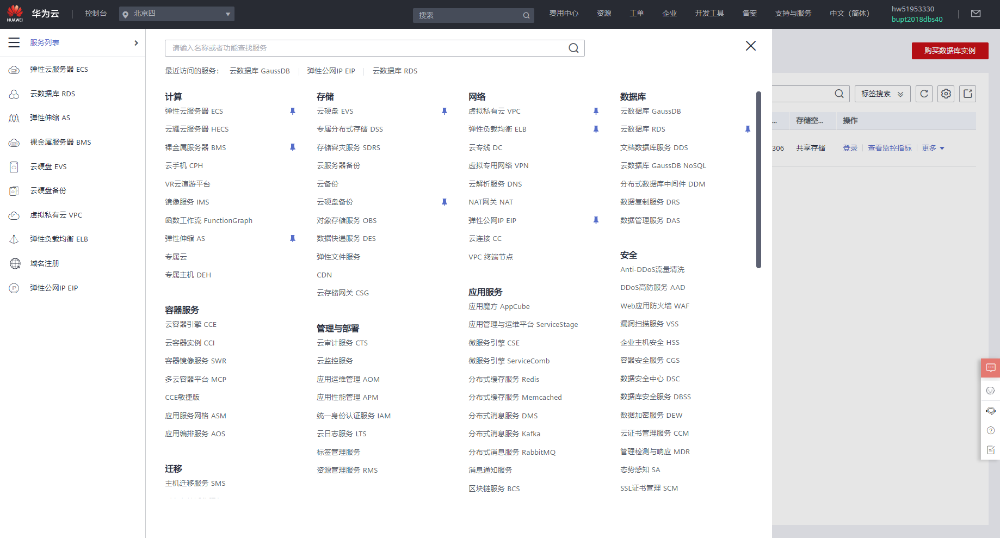 HUAWEI
华为云
控制台
北京四
搜索
费用中心
资源
工单
企业
开发工具
备案
支持与服务
中文（简体）
hw51953330
bupt2018dbs40
服务列表
弹性云服务器 ECS
云数据库 RDS
弹性伸缩 AS
裸金属服务器 BMS
云硬盘 EVS
云硬盘备份
虚拟私有云 VPC
弹性负载均衡 ELB
域名注册
弹性公网IP EIP
请输入名称或者功能查找服务
最近访问的服务：
云数据库 GaussDB
弹性公网IP EIP
云数据库 RDS
计算
弹性云服务器 ECS
云耀云服务器 HECS
裸金属服务器 BMS
云手机 CPH
VR云渲游平台
镜像服务 IMS
函数工作流 FunctionGraph
弹性伸缩 AS
专属云
专属主机 DEH
容器服务
云容器引擎 CCE
云容器实例 CCI
容器镜像服务 SWR
多云容器平台 MCP
CCE敏捷版
应用服务网格 ASM
应用编排服务 AOS
迁移
主机迁移服务 SMS
存储
云硬盘 EVS
专属分布式存储 DSS
存储容灾服务 SDRS
云服务器备份
云备份
云硬盘备份
对象存储服务 OBS
数据快递服务 DES
弹性文件服务
CDN
云存储网关 CSG
管理与部署
云审计服务 CTS
云监控服务
应用运维管理 AOM
应用性能管理 APM
统一身份认证服务 IAM
云日志服务 LTS
标签管理服务
资源管理服务 RMS
网络
虚拟私有云 VPC
弹性负载均衡 ELB
云专线 DC
虚拟专用网络 VPN
云解析服务 DNS
NAT网关 NAT
弹性公网IP EIP
云连接 CC
VPC 终端节点
应用服务
应用魔方 AppCube
应用管理与运维平台 ServiceStage
微服务引擎 CSE
微服务引擎 ServiceComb
分布式缓存服务 Redis
分布式缓存服务 Memcached
分布式消息服务 DMS
分布式消息服务 Kafka
分布式消息服务 RabbitMQ
消息通知服务
区块链服务 BCS
数据库
云数据库 GaussDB
云数据库 RDS
文档数据库服务 DDS
云数据库 GaussDB NoSQL
分布式数据库中间件 DDM
数据复制服务 DRS
数据管理服务 DAS
安全
Anti-DDoS流量清洗
DDoS高防服务 AAD
Web应用防火墙 WAF
漏洞扫描服务 VSS
企业主机安全 HSS
容器安全服务 CGS
数据安全中心 DSC
数据库安全服务 DBSS
数据加密服务 DEW
云证书管理服务 CCM
管理检测与响应 MDR
态势感知 SA
SSL证书管理 SCM
购买数据库实例
标签搜索
... 存储空... 操作
306 共享存储 登录 查看监控指标 更多